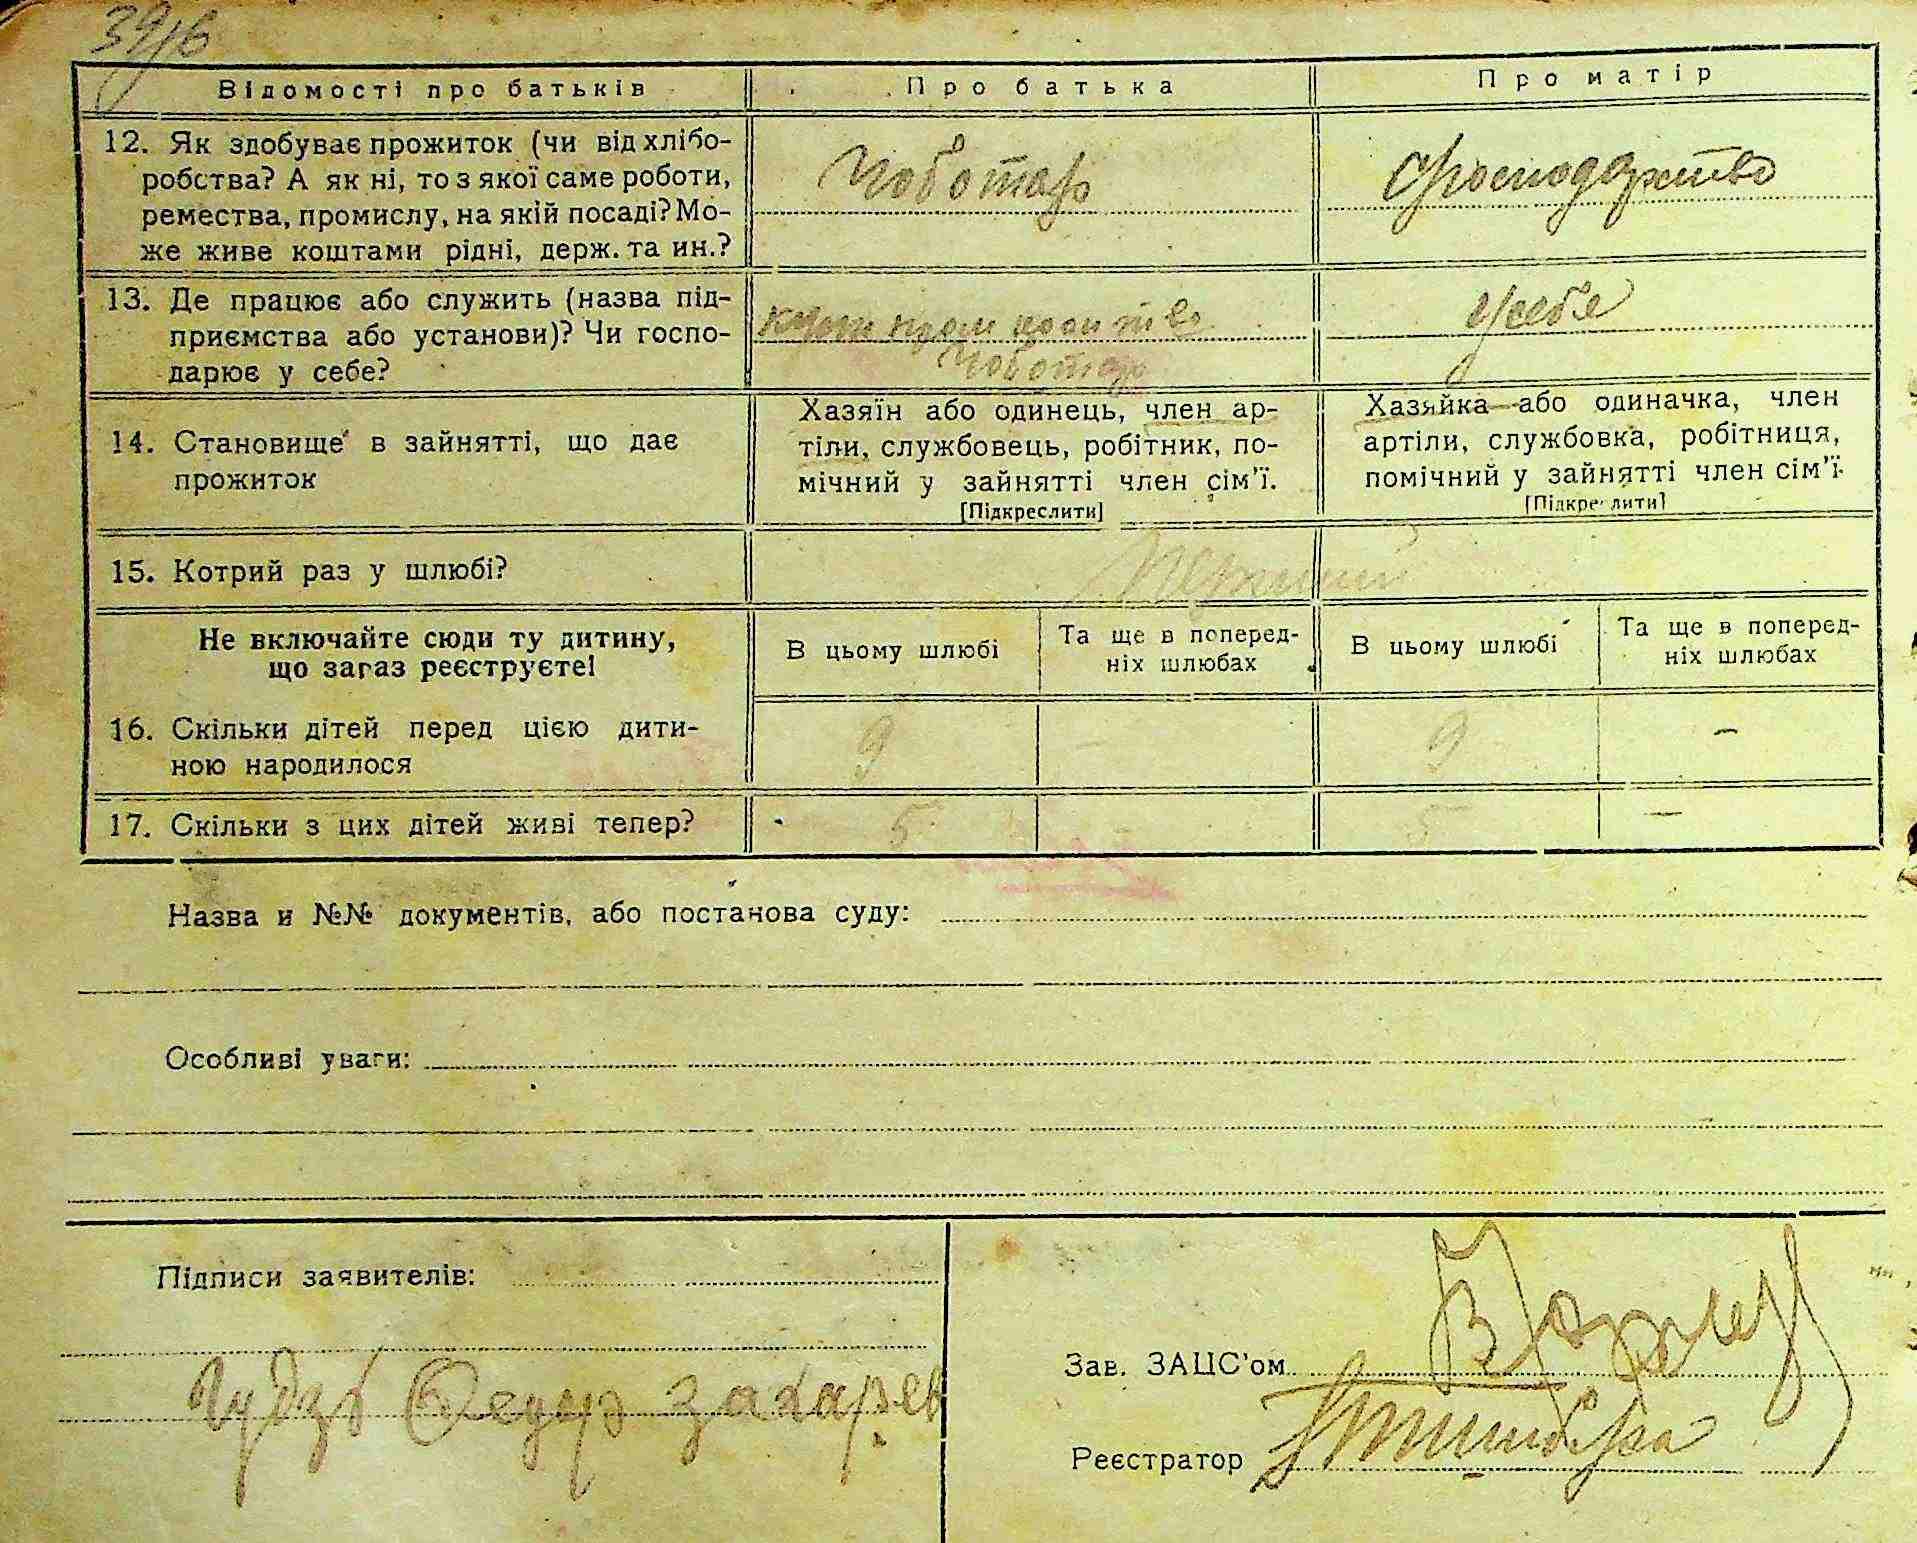 Відомості про батьків
Про батька
Про матір
12. Як здобуває прожиток (чи від хлібо-
робства? А як ні, то з якої саме роботи,
ремества, промислу, на якій посаді? Мо-
же живе коштами рідні, держ. та ин.?
Чоботар
господарство
13. Де працює або служить (назва під-
приємства або установи)? Чи госпо-
дарює у себе?
Чоботар
У себе
14. Становище в зайнятті, що дає
прожиток
Хазяїн або одинець, член ар-
тіли, службовець, робітник, по-
мічний у зайнятті член сім'ї.
[Підкреслити]
Хазяйка або одиначка, член
артіли, службовка, робітниця,
помічний у зайнятті член сім'ї.
[Підкреслити]
15. Котрий раз у шлюбі?
Не включайте сюди ту дитину,
що зараз реєструєте!
В цьому шлюбі
Та ще в поперед-
ніх шлюбах
В цьому шлюбі
Та ще в поперед-
ніх шлюбах
16. Скільки дітей перед цією дити-
ною народилося
9 – 9 –
17. Скільки з цих дітей живі тепер?
5 5 –
Назва и №№ документів, або постанова суду:
Особливі уваги:
Підписи заявителів:
Зав. ЗАЦС'ом
Реєстратор